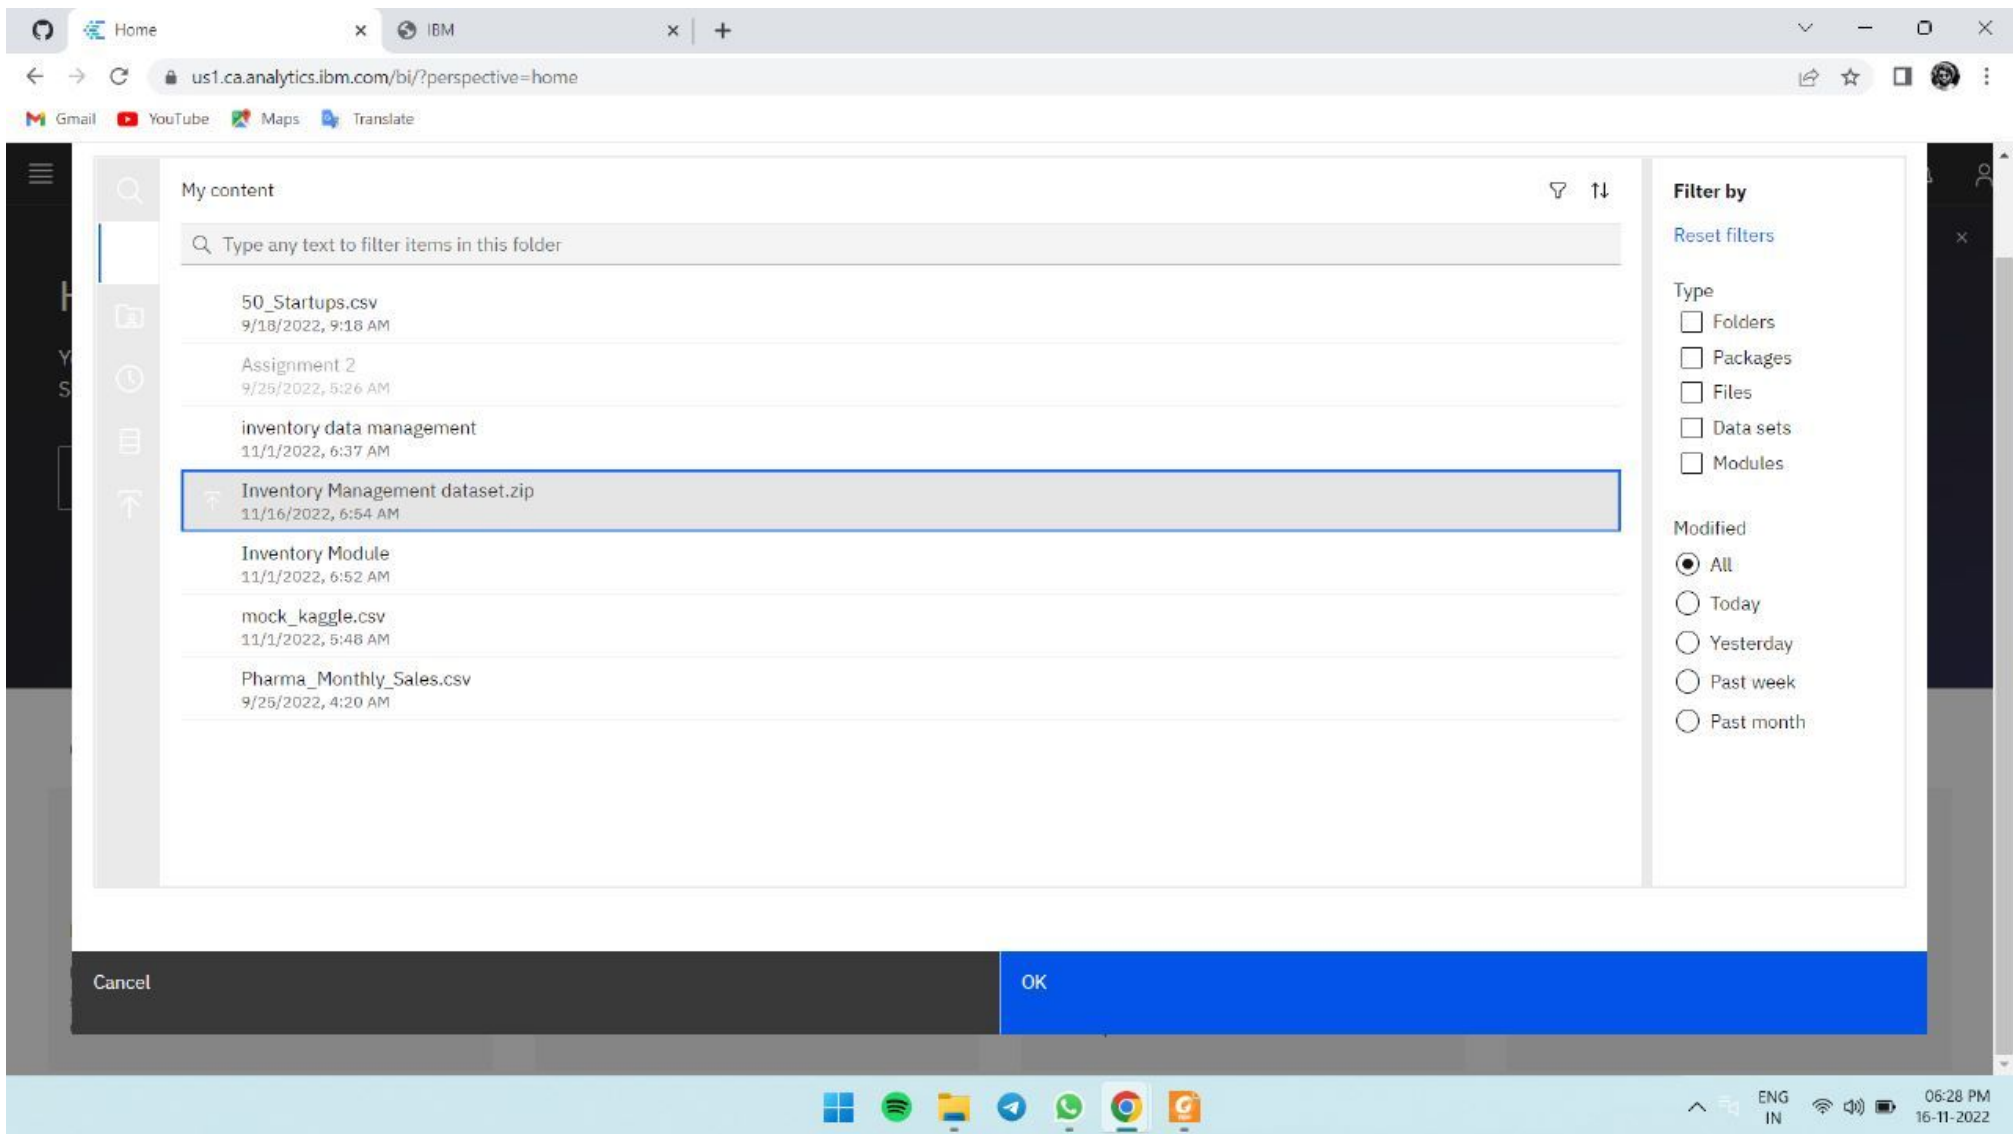 Home
IBM
us1.ca.analytics.ibm.com/bi/?perspective=home
Gmail YouTube Maps Translate
My content
Type any text to filter items in this folder
50_Startups.csv
9/18/2022, 9:18 AM
Assignment 2
9/25/2022, 5:26 AM
inventory data management
11/1/2022, 6:37 AM
Inventory Management dataset.zip
11/16/2022, 6:54 AM
Inventory Module
11/1/2022, 6:52 AM
mock_kaggle.csv
11/1/2022, 5:48 AM
Pharma_Monthly_Sales.csv
9/25/2022, 4:20 AM
Filter by
Reset filters
Type
Folders
Packages
Files
Data sets
Modules
Modified
All
Today
Yesterday
Past week
Past month
Cancel
OK
ENG
IN
06:28 PM
16-11-2022